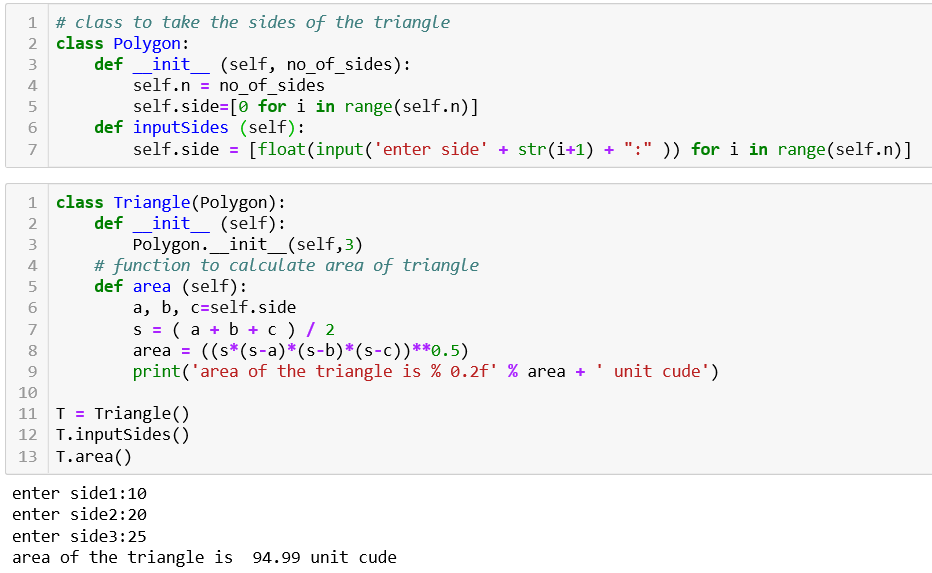 1 # class to take the sides of the triangle
2 class Polygon:
3     def __init__ (self, no_of_sides):
4         self.n = no_of_sides
5         self.side=[0 for i in range(self.n)]
6     def inputSides (self):
7         self.side = [float(input('enter side' + str(i+1) + ":" )) for i in range(self.n)]
1 class Triangle(Polygon):
2     def __init__ (self):
3         Polygon.__init__(self,3)
4     # function to calculate area of triangle
5     def area (self):
6         a, b, c=self.side
7         s = ( a + b + c ) / 2
8         area = ((s*(s-a)*(s-b)*(s-c))**0.5)
9         print('area of the triangle is % 0.2f' % area + ' unit cude')
10
11 T = Triangle()
12 T.inputSides()
13 T.area()
enter side1:10
enter side2:20
enter side3:25
area of the triangle is  94.99 unit cude